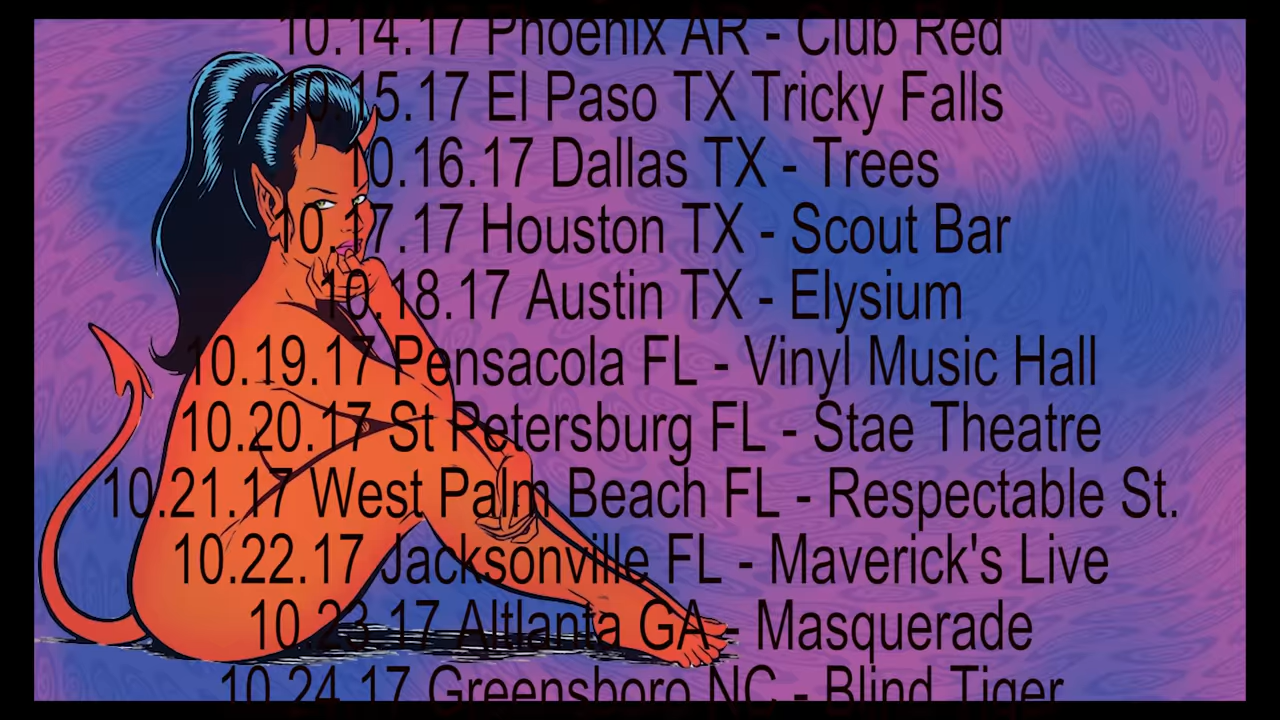 10.14.17 Phoenix AR - Club Red
10.15.17 El Paso TX Tricky Falls
10.16.17 Dallas TX - Trees
10.17.17 Houston TX - Scout Bar
10.18.17 Austin TX - Elysium
10.19.17 Pensacola FL - Vinyl Music Hall
10.20.17 St Petersburg FL - Stae Theatre
10.21.17 West Palm Beach FL - Respectable St.
10.22.17 Jacksonville FL - Maverick's Live
10.23.17 Altlanta GA - Masquerade
10.24.17 Greensboro NC - Blind Tiger